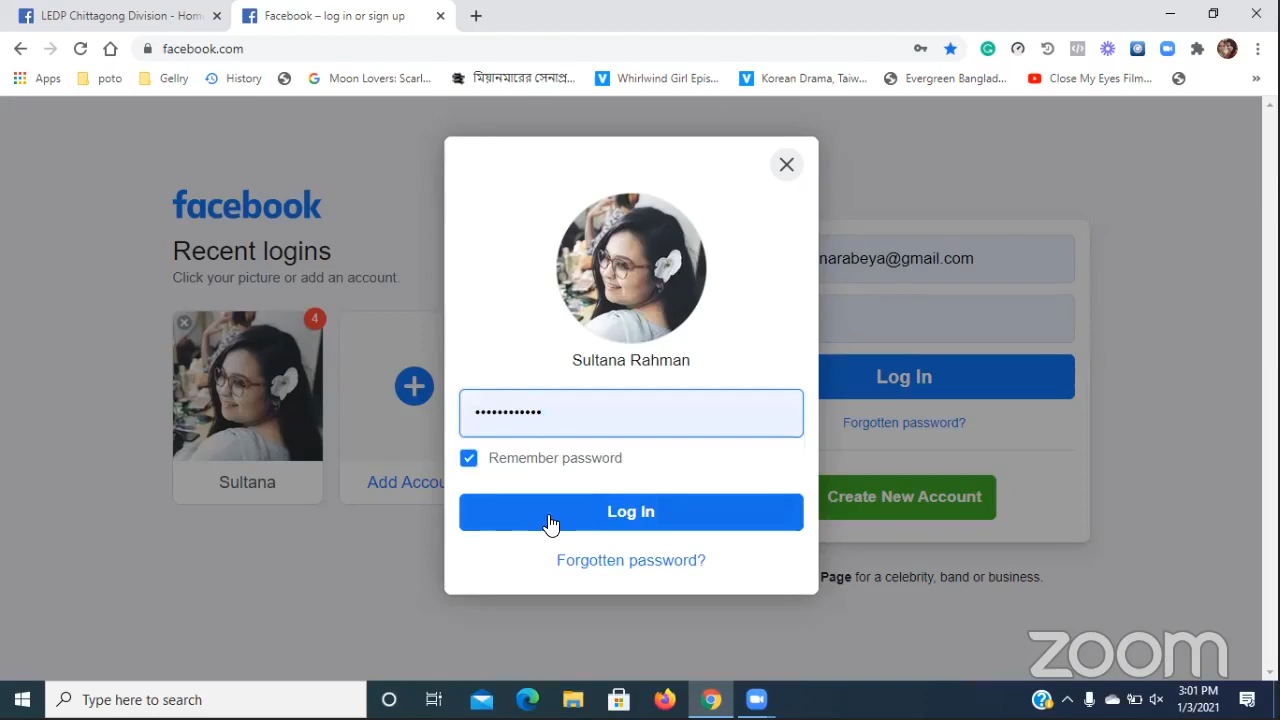 LEDP Chittagong Division - Hom
Facebook – log in or sign up
facebook.com
Apps
poto
Gellry
History
Moon Lovers: Scarl...
মিয়ানমারের সেনাপ্র...
Whirlwind Girl Epis...
Korean Drama, Taiw...
Evergreen Banglad...
Close My Eyes Film...
facebook
Recent logins
Click your picture or add an account.
4
Sultana
Add Accou
Sultana Rahman
••••••••••••
Remember password
Log In
Forgotten password?
narabeya@gmail.com
Log In
Forgotten password?
Create New Account
Page for a celebrity, band or business.
zoom
Type here to search
3:01 PM
1/3/2021